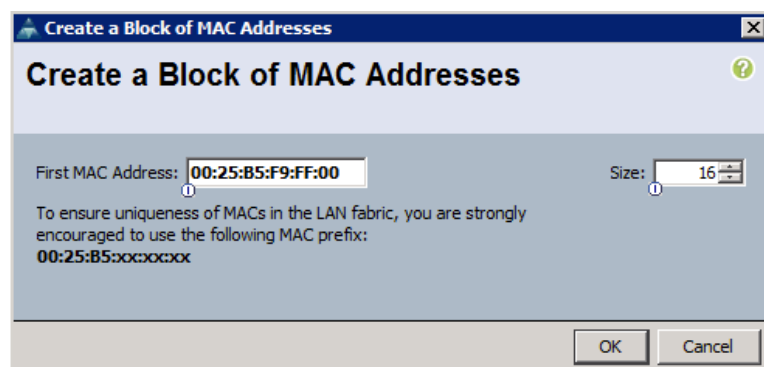 Create a Block of MAC Addresses
Create a Block of MAC Addresses
First MAC Address: 00:25:B5:F9:FF:00 Size: 16
To ensure uniqueness of MACs in the LAN fabric, you are strongly
encouraged to use the following MAC prefix:
00:25:B5:xx:xx:xx
OK Cancel